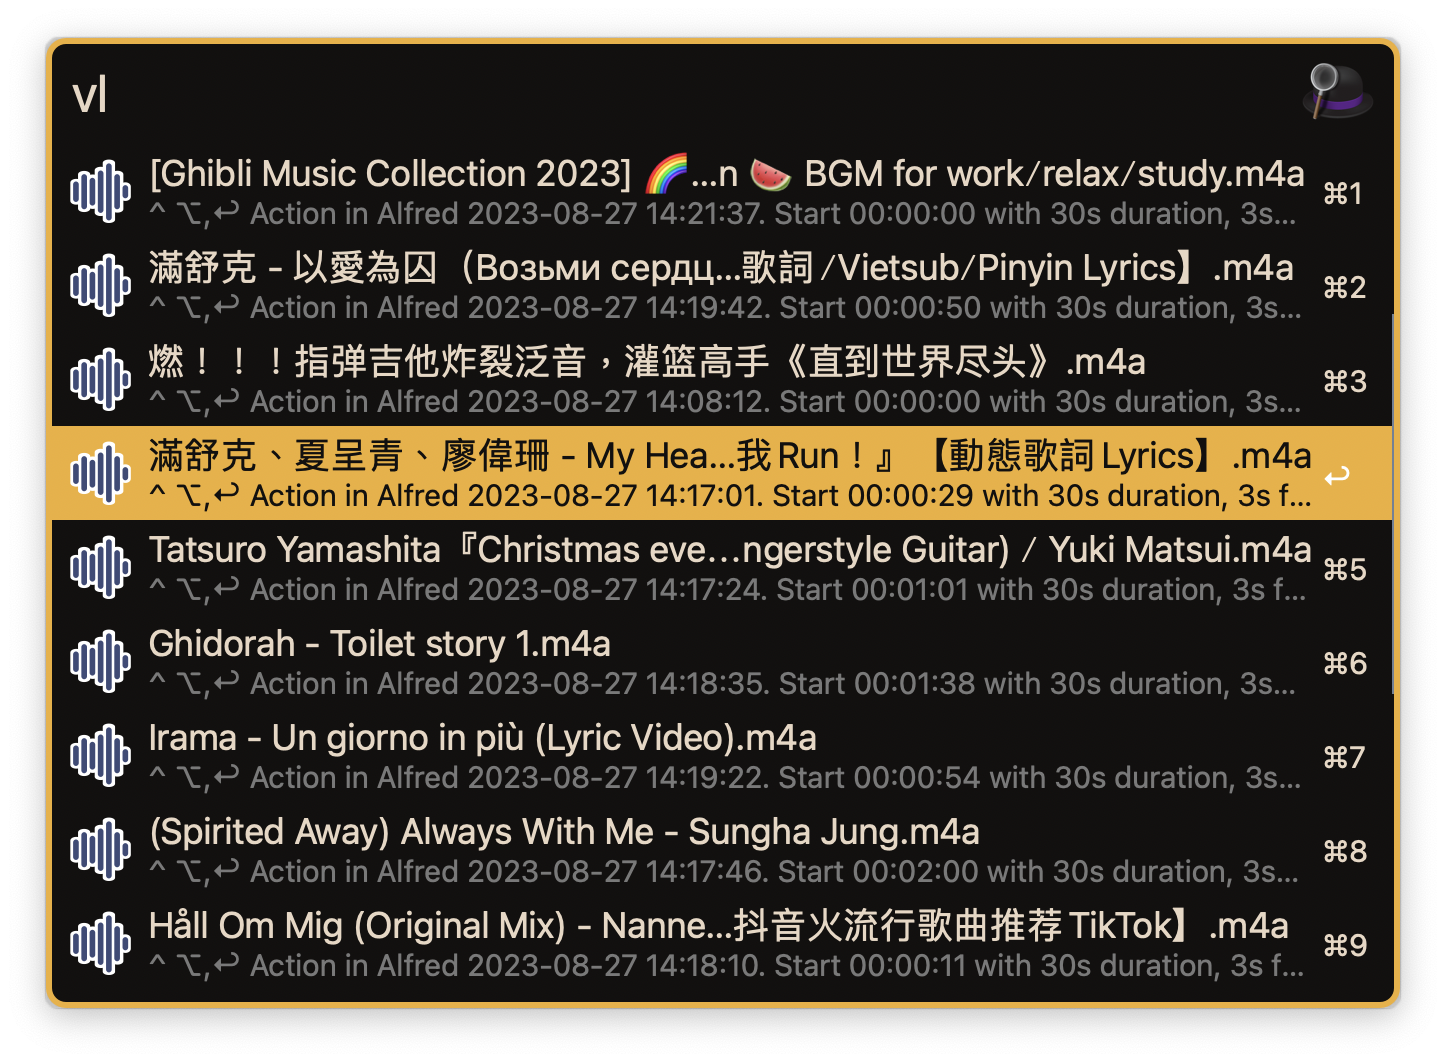 vl
[Ghibli Music Collection 2023] 🌈...n 🍉 BGM for work/relax/study.m4a
^ ⌥,↩ Action in Alfred 2023-08-27 14:21:37. Start 00:00:00 with 30s duration, 3s...
⌘1
滿舒克 - 以愛為囚（Возьми сердц...歌詞 /Vietsub/Pinyin Lyrics】.m4a
^ ⌥,↩ Action in Alfred 2023-08-27 14:19:42. Start 00:00:50 with 30s duration, 3s...
⌘2
燃！！！指弹吉他炸裂泛音，灌篮高手《直到世界尽头》.m4a
^ ⌥,↩ Action in Alfred 2023-08-27 14:08:12. Start 00:00:00 with 30s duration, 3s...
⌘3
滿舒克、夏呈青、廖偉珊 - My Hea...我 Run！』【動態歌詞 Lyrics】.m4a
^ ⌥,↩ Action in Alfred 2023-08-27 14:17:01. Start 00:00:29 with 30s duration, 3s f...
↩
Tatsuro Yamashita『Christmas eve...ngerstyle Guitar) / Yuki Matsui.m4a
^ ⌥,↩ Action in Alfred 2023-08-27 14:17:24. Start 00:01:01 with 30s duration, 3s f...
⌘5
Ghidorah - Toilet story 1.m4a
^ ⌥,↩ Action in Alfred 2023-08-27 14:18:35. Start 00:01:38 with 30s duration, 3s...
⌘6
Irama - Un giorno in più (Lyric Video).m4a
^ ⌥,↩ Action in Alfred 2023-08-27 14:19:22. Start 00:00:54 with 30s duration, 3s...
⌘7
(Spirited Away) Always With Me - Sungha Jung.m4a
^ ⌥,↩ Action in Alfred 2023-08-27 14:17:46. Start 00:02:00 with 30s duration, 3s...
⌘8
Håll Om Mig (Original Mix) - Nanne...抖音火流行歌曲推荐 TikTok】.m4a
^ ⌥,↩ Action in Alfred 2023-08-27 14:18:10. Start 00:00:11 with 30s duration, 3s f...
⌘9